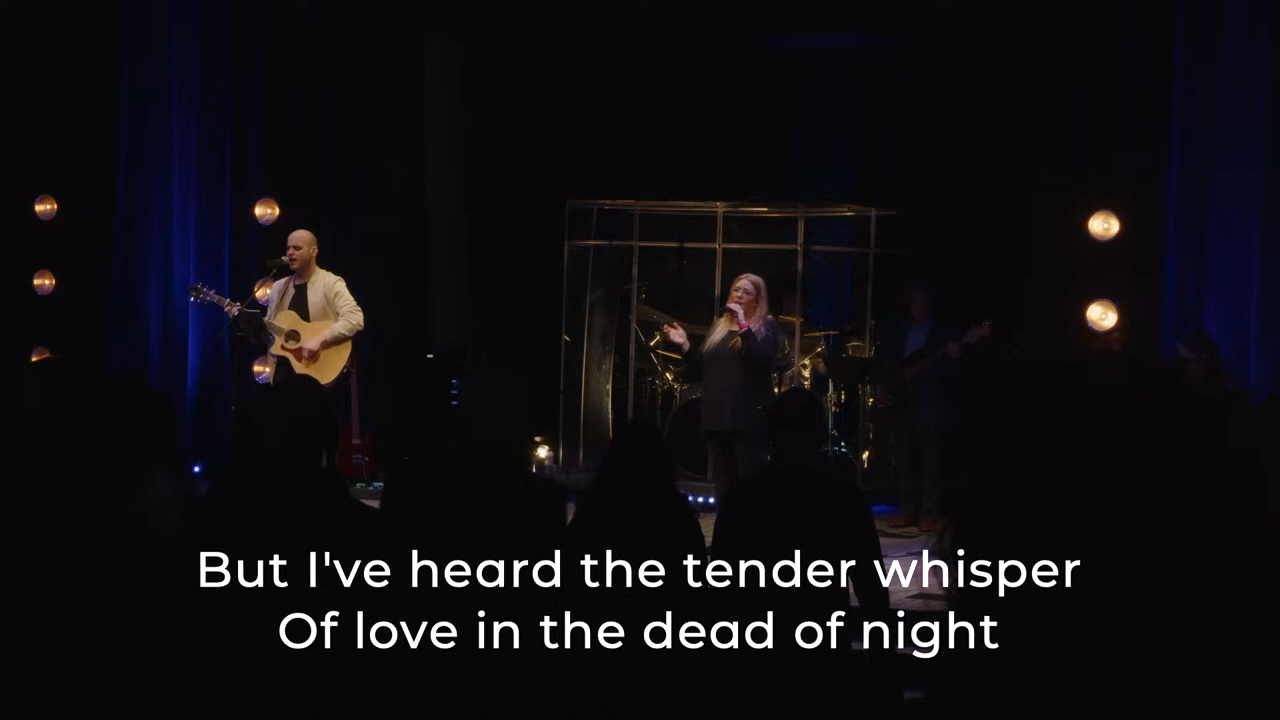 But I've heard the tender whisper
Of love in the dead of night